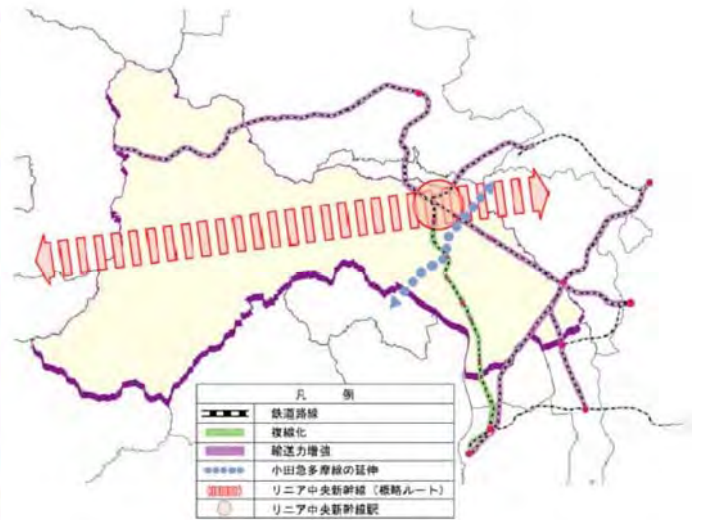 凡 例
鉄道路線
複線化
輸送力増強
小田急多摩線の延伸
リニア中央新幹線（概略ルート）
リニア中央新幹線駅